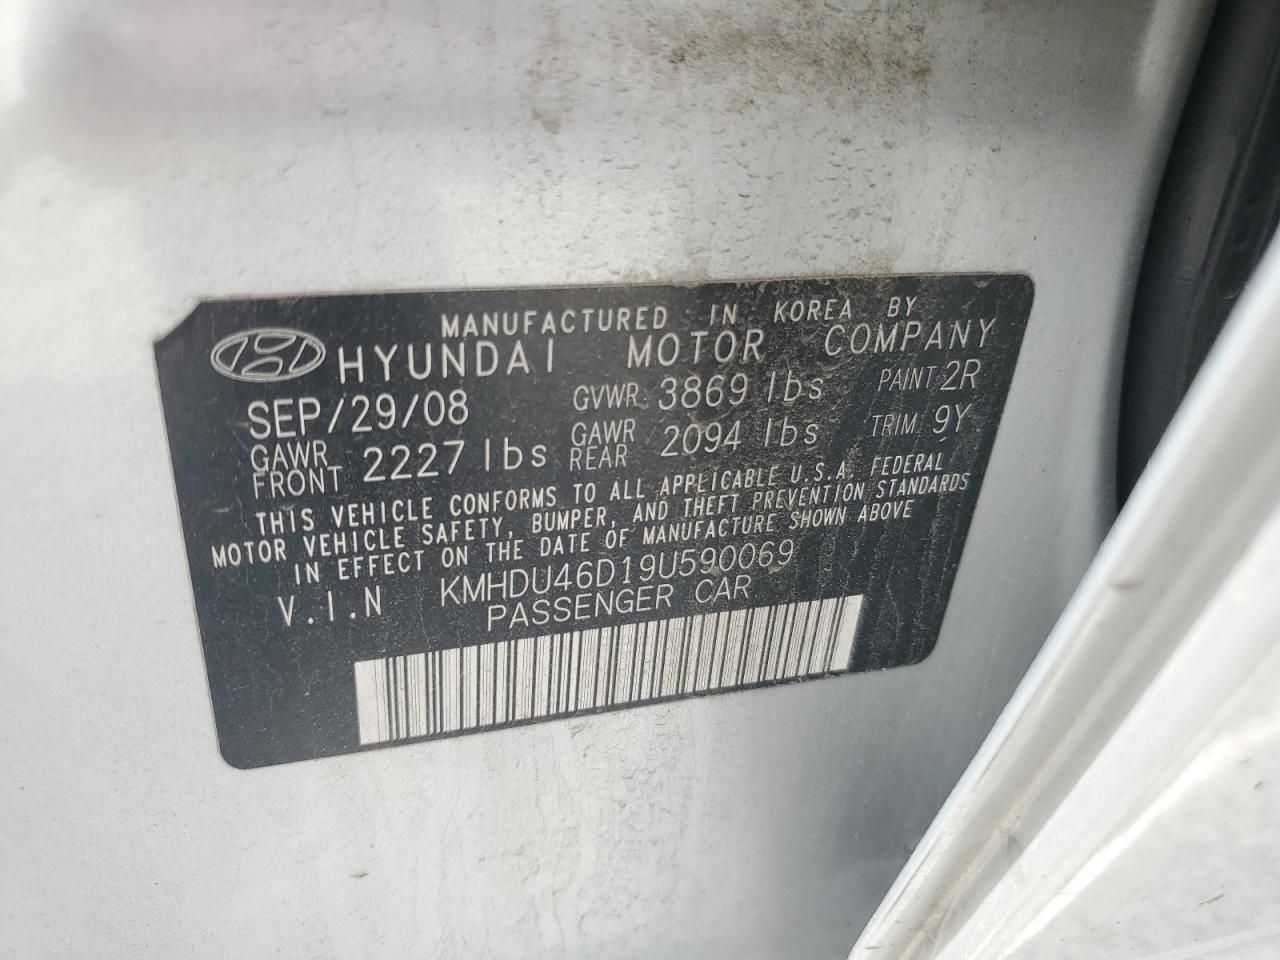 MANUFACTURED IN KOREA BY
HYUNDAI MOTOR COMPANY
SEP/29/08 GVWR: 3869 lbs PAINT 2R
GAWR FRONT 2227 lbs GAWR REAR 2094 lbs TRIM 9Y
THIS VEHICLE CONFORMS TO ALL APPLICABLE U.S.A. FEDERAL
MOTOR VEHICLE SAFETY, BUMPER, AND THEFT PREVENTION STANDARDS
IN EFFECT ON THE DATE OF MANUFACTURE SHOWN ABOVE
V.I.N KMHDU46D19U590069
PASSENGER CAR